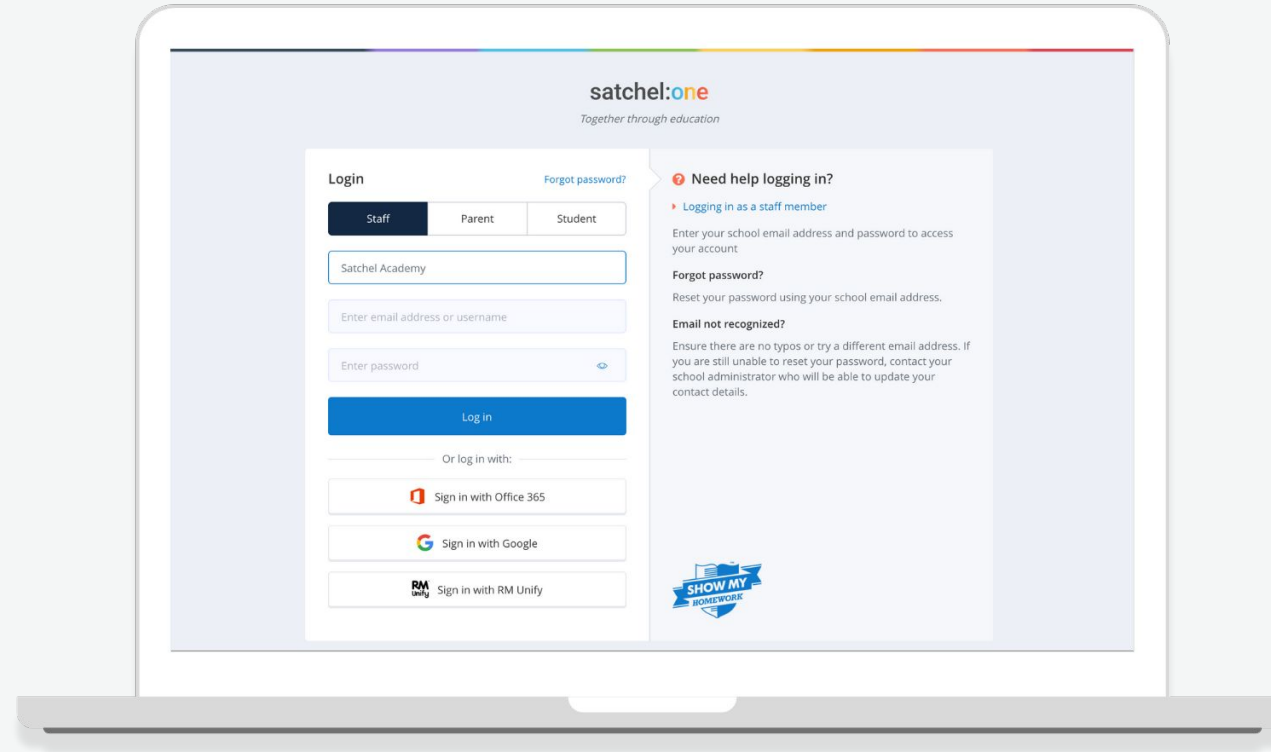 satchel:one
Together through education
Login
Forgot password?
Staff
Parent
Student
Satchel Academy
Enter email address or username
Enter password
Log in
Or log in with:
Sign in with Office 365
Sign in with Google
RM
Unify
Sign in with RM Unify
Need help logging in?
Logging in as a staff member
Enter your school email address and password to access
your account
Forgot password?
Reset your password using your school email address.
Email not recognized?
Ensure there are no typos or try a different email address. If
you are still unable to reset your password, contact your
school administrator who will be able to update your
contact details.
SHOW MY
HOMEWORK